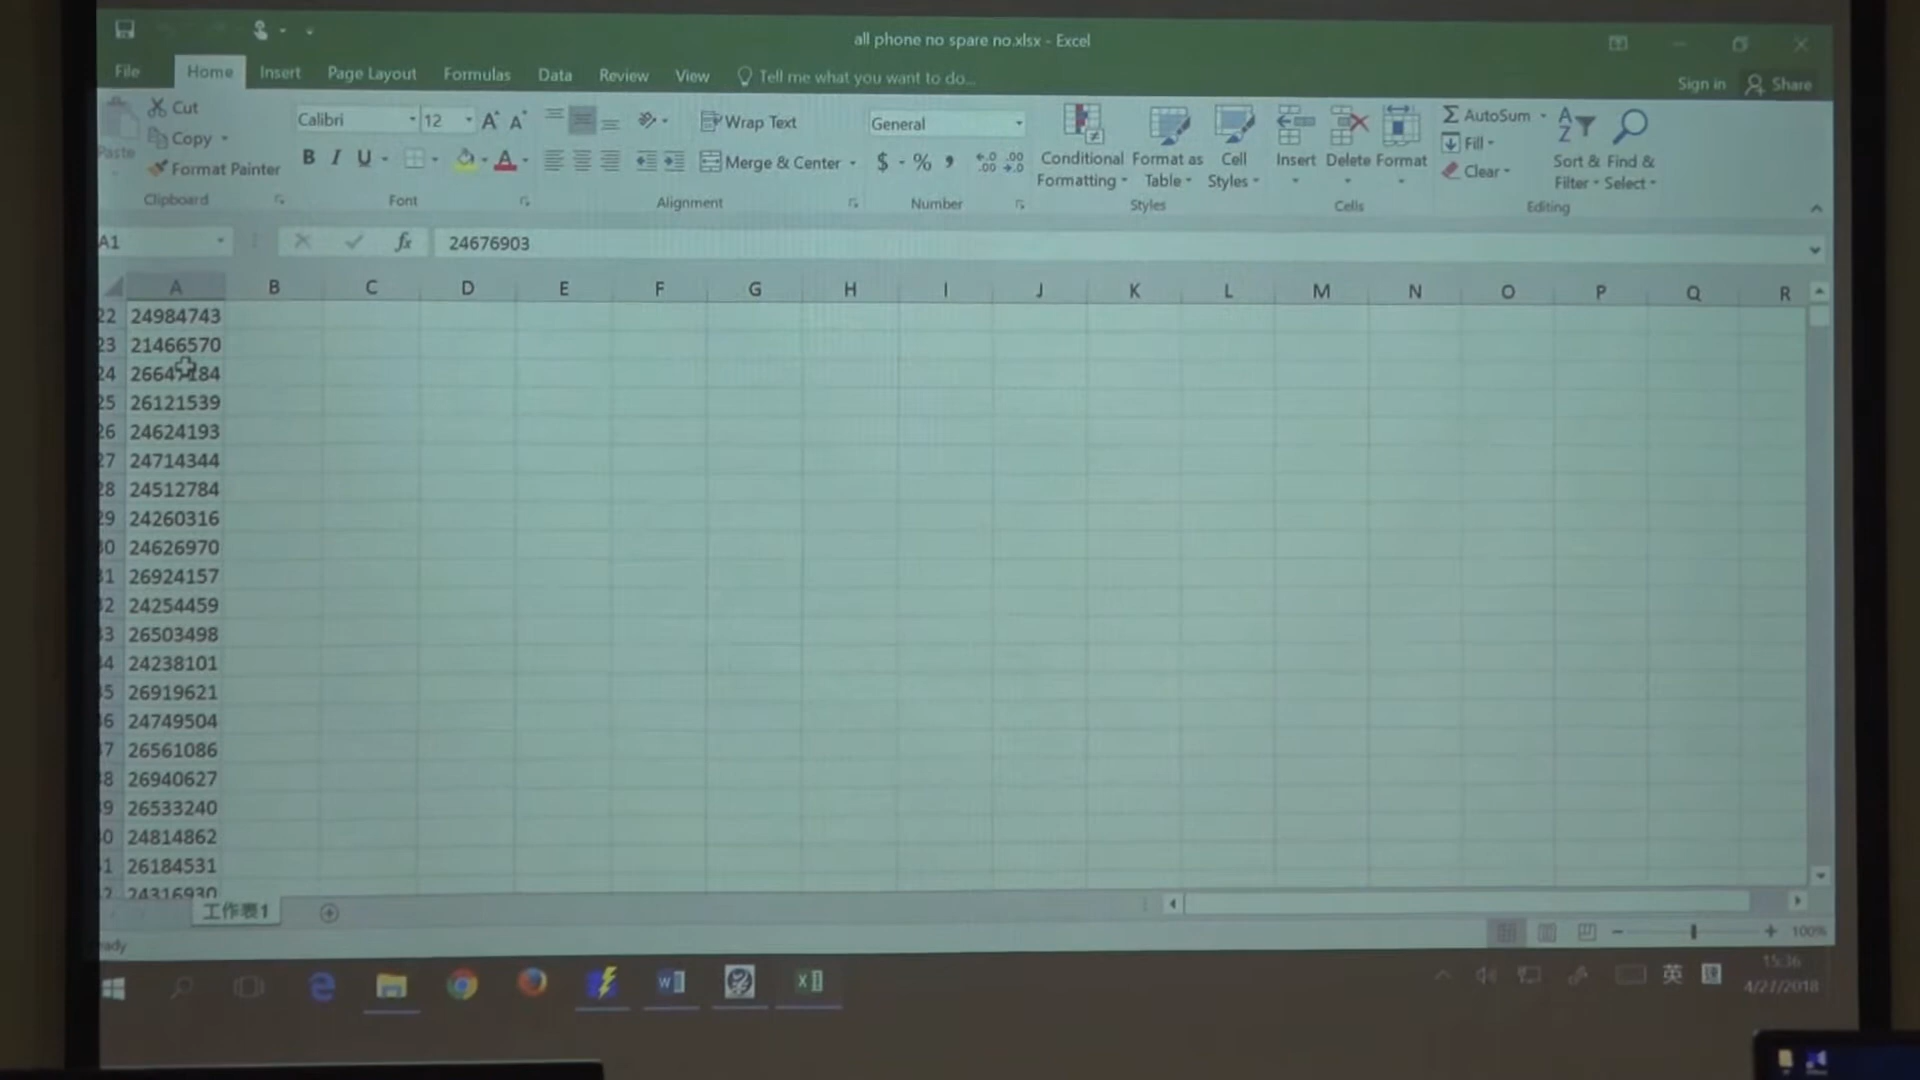 all phone no spare no.xlsx - Excel
File Home Insert Page Layout Formulas Data Review View Tell me what you want to do... Sign in Share
Paste Cut
Copy
Format Painter
Clipboard
Calibri 12
B I U
Font
Wrap Text
Merge & Center
Alignment
General
$ % ,
Number
Conditional Formatting Format as Table Cell Styles
Styles
Insert Delete Format
Cells
AutoSum
Fill
Clear
Sort & Filter Find & Select
Editing
A1 fx 24676903
A B C D E F G H I J K L M N O P Q R
22 24984743
23 21466570
24
25 26121539
26 24624193
27 24714344
28 24512784
29 24260316
30 24626970
31 26924157
32 24254459
33 26503498
34 24238101
35 26919621
36 24749504
37 26561086
38 26940627
39 26533240
40 24814862
41 26184531
42 24316930
工作表1
100%
英
15:36
4/27/2018